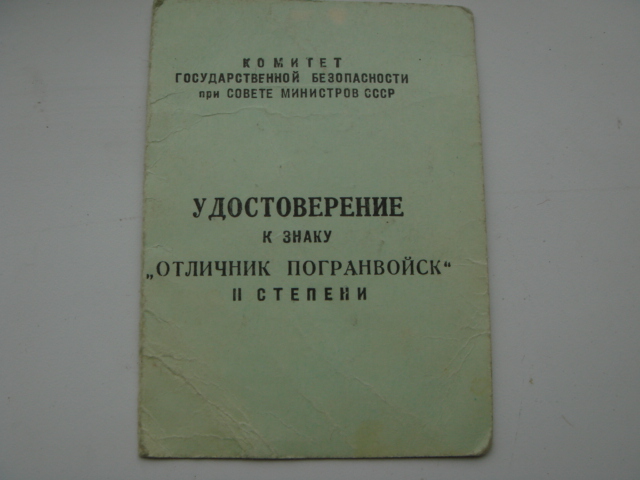 КОМИТЕТ
ГОСУДАРСТВЕННОЙ БЕЗОПАСНОСТИ
при СОВЕТЕ МИНИСТРОВ СССР
УДОСТОВЕРЕНИЕ
К ЗНАКУ
„ОТЛИЧНИК ПОГРАНВОЙСК“
II СТЕПЕНИ